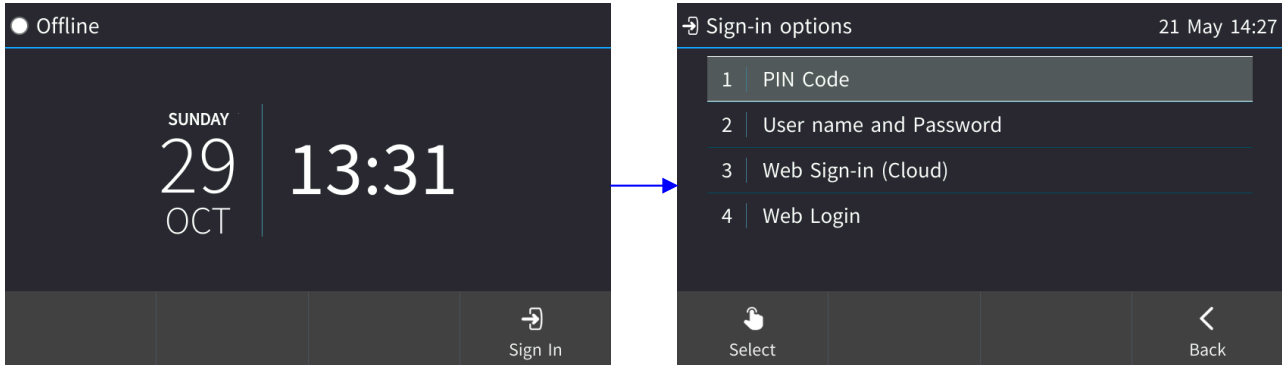 Offline
SUNDAY
29
OCT
13:31
Sign In
Sign-in options
21 May 14:27
1 PIN Code
2 User name and Password
3 Web Sign-in (Cloud)
4 Web Login
Select
Back